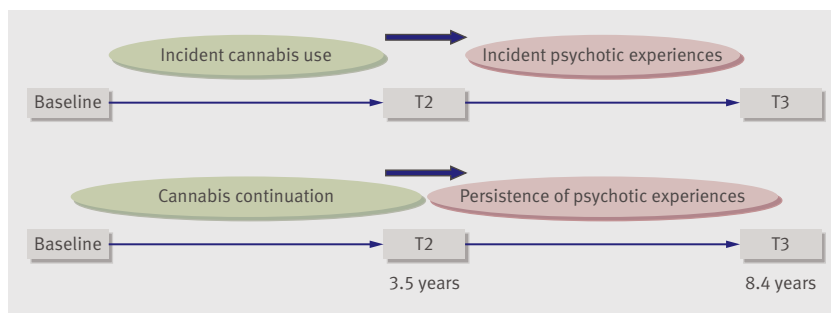 Incident cannabis use
Incident psychotic experiences
Baseline
T2
T3
Cannabis continuation
Persistence of psychotic experiences
Baseline
T2
T3
3.5 years
8.4 years